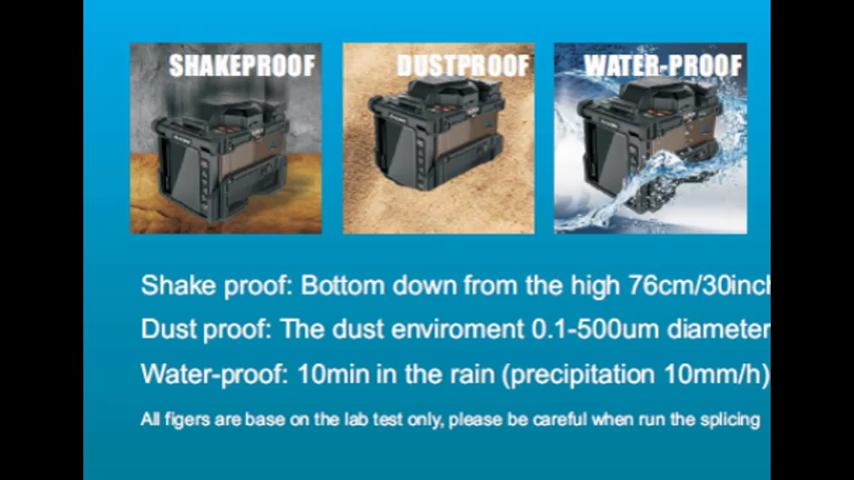 SHAKEPROOF
DUSTPROOF
WATER-PROOF
Shake proof: Bottom down from the high 76cm/30inch
Dust proof: The dust enviroment 0.1-500um diameter
Water-proof: 10min in the rain (precipitation 10mm/h)
All figers are base on the lab test only, please be careful when run the splicing